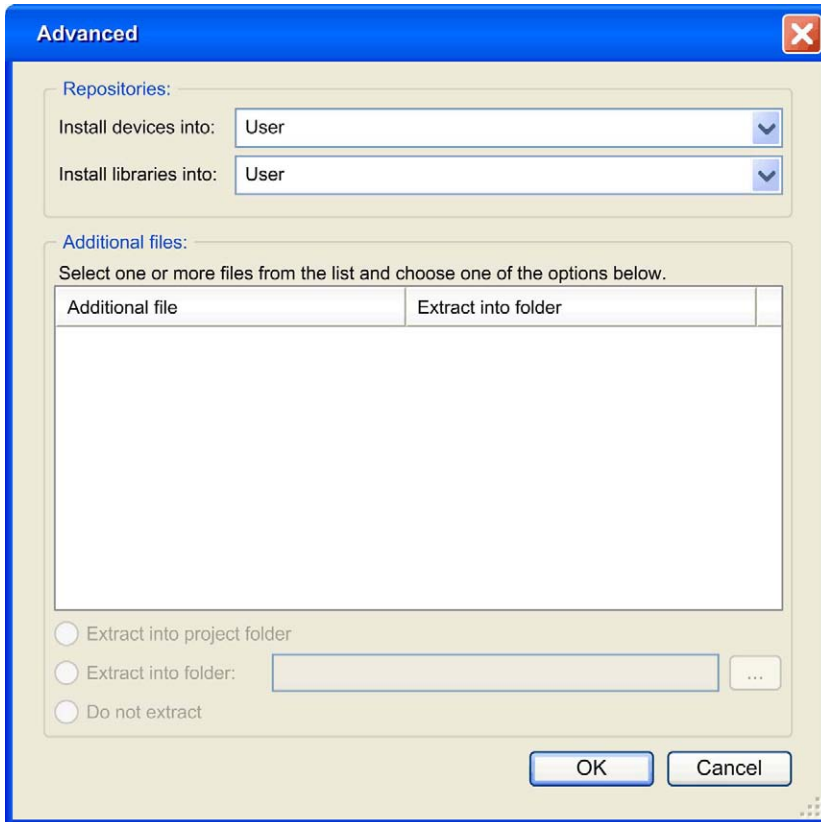 Advanced
Repositories:
Install devices into: User
Install libraries into: User
Additional files:
Select one or more files from the list and choose one of the options below.
Additional file Extract into folder
Extract into project folder
Extract into folder: ...
Do not extract
OK Cancel